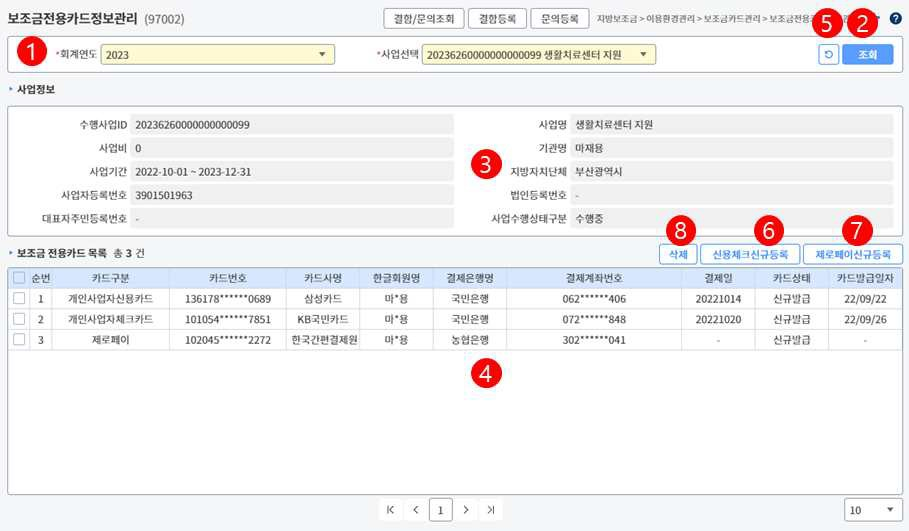 보조금전용카드정보관리 (97002) 결함/문의조회 결함등록 문의등록 지방보조금 > 이용환경관리 > 보조금카드관리 > 보조금전용 ?
5 2
1 *회계연도 2023 *사업선택 20236260000000000099 생활치료센터 지원 조회
사업정보
수행사업ID 20236260000000000099 사업명 생활치료센터 지원
사업비 0 기관명 마재용
3
사업기간 2022-10-01 ~ 2023-12-31 지방자치단체 부산광역시
사업자등록번호 3901501963 법인등록번호 -
대표자주민등록번호 - 사업수행상태구분 수행중
8 6 7
보조금 전용카드 목록 총 3 건 삭제 신용체크신규등록 제로페이신규등록
순번 카드구분 카드번호 카드사명 한글회원명 결제은행명 결제계좌번호 결제일 카드상태 카드발급일자
1 개인사업자신용카드 136178******0689 삼성카드 마*용 국민은행 062******406 20221014 신규발급 22/09/22
2 개인사업자체크카드 101054******7851 KB국민카드 마*용 국민은행 072******848 20221020 신규발급 22/09/26
3 제로페이 102045******2272 한국간편결제원 마*용 농협은행 302******041 - 신규발급 -
4
1 10